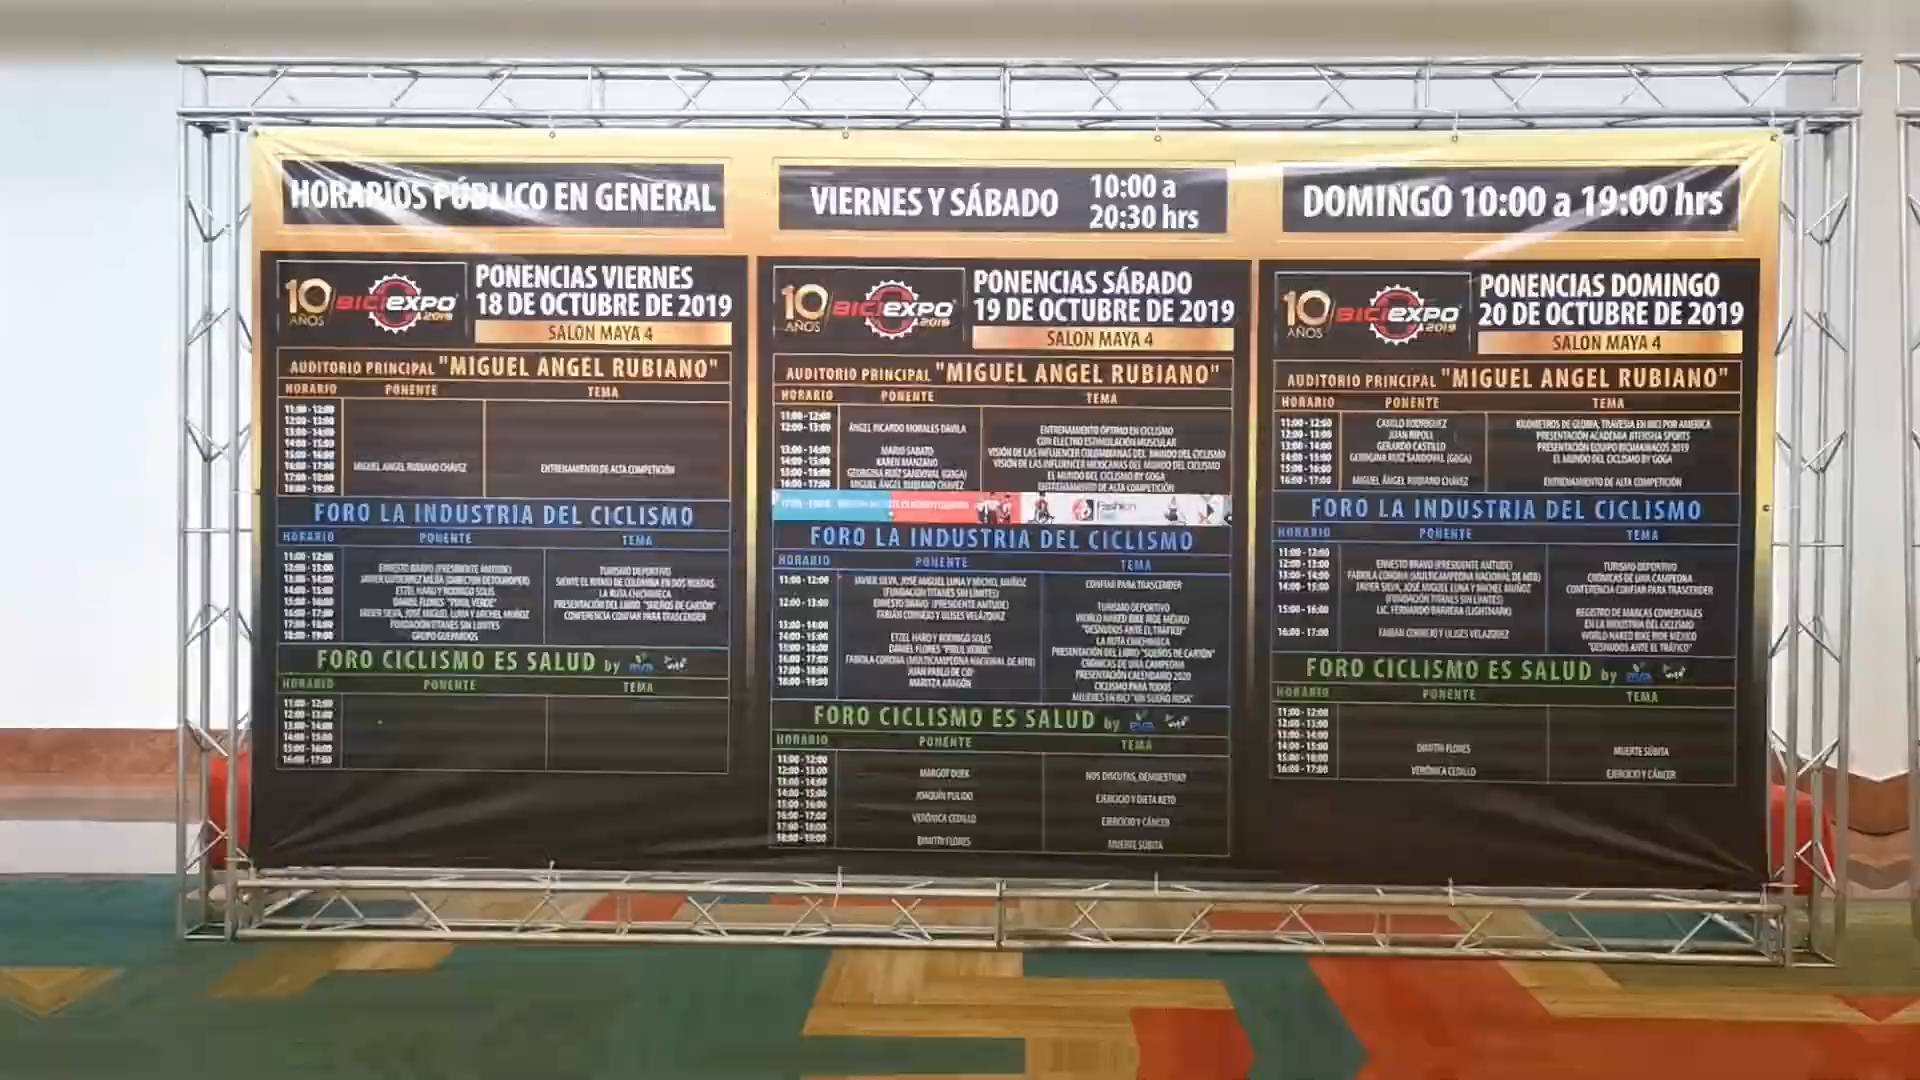 HORARIOS PÚBLICO EN GENERAL
VIERNES Y SÁBADO 10:00 a 20:30 hrs
DOMINGO 10:00 a 19:00 hrs
10 AÑOS BICIEXPO 2019
PONENCIAS VIERNES
18 DE OCTUBRE DE 2019
SALON MAYA 4
AUDITORIO PRINCIPAL "MIGUEL ANGEL RUBIANO"
HORARIO PONENTE TEMA
11:00 - 12:00
12:00 - 13:00
13:00 - 14:00
14:00 - 15:00
15:00 - 16:00
16:00 - 17:00 MIGUEL ANGEL RUBIANO CHÁVEZ ENTRENAMIENTO DE ALTA COMPETICIÓN
17:00 - 18:00
18:00 - 19:00
FORO LA INDUSTRIA DEL CICLISMO
HORARIO PONENTE TEMA
11:00 - 12:00
12:00 - 13:00 ERNESTO BRAVO (PRESIDENTE AMTUDE) TURISMO DEPORTIVO
13:00 - 14:00 SIENTE EL RITMO DE COLOMBIA EN DOS RUEDAS
14:00 - 15:00 ETZEL HARO Y RODRIGO SOLIS LA RUTA CHICHIMECA
15:00 - 16:00 DANIEL FLORES "PIRUL VERDE" PRESENTACIÓN DEL LIBRO "SUEÑOS DE CARTÓN"
16:00 - 17:00 JAVIER SILVA, JOSÉ MIGUEL LUNA Y MICHEL MUÑOZ CONFERENCIA CONFIAR PARA TRASCENDER
17:00 - 18:00 FUNDACIÓN TITANES SIN LÍMITES
18:00 - 19:00 GRUPO GUEPARDOS
FORO CICLISMO ES SALUD by
HORARIO PONENTE TEMA
11:00 - 12:00
12:00 - 13:00
13:00 - 14:00
14:00 - 15:00
15:00 - 16:00
16:00 - 17:00
10 AÑOS BICIEXPO 2019
PONENCIAS SÁBADO
19 DE OCTUBRE DE 2019
SALON MAYA 4
AUDITORIO PRINCIPAL "MIGUEL ANGEL RUBIANO"
HORARIO PONENTE TEMA
11:00 - 12:00
12:00 - 13:00 ÁNGEL RICARDO MORALES DÁVILA ENTRENAMIENTO ÓPTIMO EN CICLISMO
CON ELECTRO ESTIMULACIÓN MUSCULAR
13:00 - 14:00 MARIO SABATO VISIÓN DE LAS INFLUENCER COLOMBIANAS DEL MUNDO DEL CICLISMO
14:00 - 15:00 KAREN MANZANO VISIÓN DE LAS INFLUENCER MEXICANAS DEL MUNDO DEL CICLISMO
GEORGINA RUIZ SANDOVAL (GOGA) EL MUNDO DEL CICLISMO BY GOGA
16:00 - 17:00 MIGUEL ÁNGEL RUBIANO CHÁVEZ ENTRENAMIENTO DE ALTA COMPETICIÓN
Fashion
FORO LA INDUSTRIA DEL CICLISMO
HORARIO PONENTE TEMA
11:00 - 12:00 JAVIER SILVA, JOSÉ MIGUEL LUNA Y MICHEL MUÑOZ CONFIAR PARA TRASCENDER
(FUNDACIÓN TITANES SIN LÍMITES)
12:00 - 13:00 ERNESTO BRAVO (PRESIDENTE AMTUDE) TURISMO DEPORTIVO
FABIÁN CORNEJO Y ULISES VELÁZQUEZ WORLD NAKED BIKE RIDE MÉXICO
13:00 - 14:00 "DESNUDOS ANTE EL TRÁFICO"
14:00 - 15:00 ETZEL HARO Y RODRIGO SOLIS LA RUTA CHICHIMECA
15:00 - 16:00 DANIEL FLORES "PIRUL VERDE" PRESENTACIÓN DEL LIBRO "SUEÑOS DE CARTÓN"
16:00 - 17:00 FABIOLA CORONA (MULTICAMPEONA NACIONAL DE MTB) CRÓNICAS DE UNA CAMPEONA
17:00 - 18:00 JUAN PABLO DE CID PRESENTACIÓN CALENDARIO 2020
18:00 - 19:00 MARITZA ARAGÓN CICLISMO PARA TODOS
MUJERES EN BICI "UN SUEÑO ROSA"
FORO CICLISMO ES SALUD by
HORARIO PONENTE TEMA
11:00 - 12:00
12:00 - 13:00 MARGOT DUEK NOS DISCUTAS, DEMUESTRA!
13:00 - 14:00
14:00 - 15:00 JOAQUÍN PULIDO EJERCICIO Y DIETA KETO
15:00 - 16:00
16:00 - 17:00 VERÓNICA CEDILLO EJERCICIO Y CÁNCER
17:00 - 18:00
18:00 - 19:00 DIMITRI FLORES MUERTE SÚBITA
10 AÑOS BICIEXPO 2019
PONENCIAS DOMINGO
20 DE OCTUBRE DE 2019
SALON MAYA 4
AUDITORIO PRINCIPAL "MIGUEL ANGEL RUBIANO"
HORARIO PONENTE TEMA
11:00 - 12:00 CAMILO RODRÍGUEZ KILÓMETROS DE GLORIA, TRAVESÍA EN BICI POR AMERICA
12:00 - 13:00 JUAN RIPOLL PRESENTACIÓN ACADEMIA JITENSHA SPORTS
13:00 - 14:00 GERARDO CASTILLO PRESENTACIÓN EQUIPO BICIMANIACOS 2019
14:00 - 15:00 GEORGINA RUIZ SANDOVAL (GOGA) EL MUNDO DEL CICLISMO BY GOGA
15:00 - 16:00
16:00 - 17:00 MIGUEL ÁNGEL RUBIANO CHÁVEZ ENTRENAMIENTO DE ALTA COMPETICIÓN
FORO LA INDUSTRIA DEL CICLISMO
HORARIO PONENTE TEMA
11:00 - 12:00
12:00 - 13:00 ERNESTO BRAVO (PRESIDENTE AMTUDE) TURISMO DEPORTIVO
13:00 - 14:00 FABIOLA CORONA (MULTICAMPEONA NACIONAL DE MTB) CRÓNICAS DE UNA CAMPEONA
14:00 - 15:00 JAVIER SILVA, JOSÉ MIGUEL LUNA Y MICHEL MUÑOZ CONFERENCIA CONFIAR PARA TRASCENDER
(FUNDACIÓN TITANES SIN LÍMITES)
15:00 - 16:00 LIC. FERNANDO BARRERA (LIGHTMARK) REGISTRO DE MARCAS COMERCIALES
EN LA INDUSTRIA DEL CICLISMO
16:00 - 17:00 FABIAN CORNEJO Y ULISES VELAZQUEZ WORLD NAKED BIKE RIDE MÉXICO
"DESNUDOS ANTE EL TRÁFICO"
FORO CICLISMO ES SALUD by
HORARIO PONENTE TEMA
11:00 - 12:00
12:00 - 13:00
13:00 - 14:00
14:00 - 15:00 DIMITRI FLORES MUERTE SÚBITA
15:00 - 16:00
16:00 - 17:00 VERÓNICA CEDILLO EJERCICIO Y CÁNCER